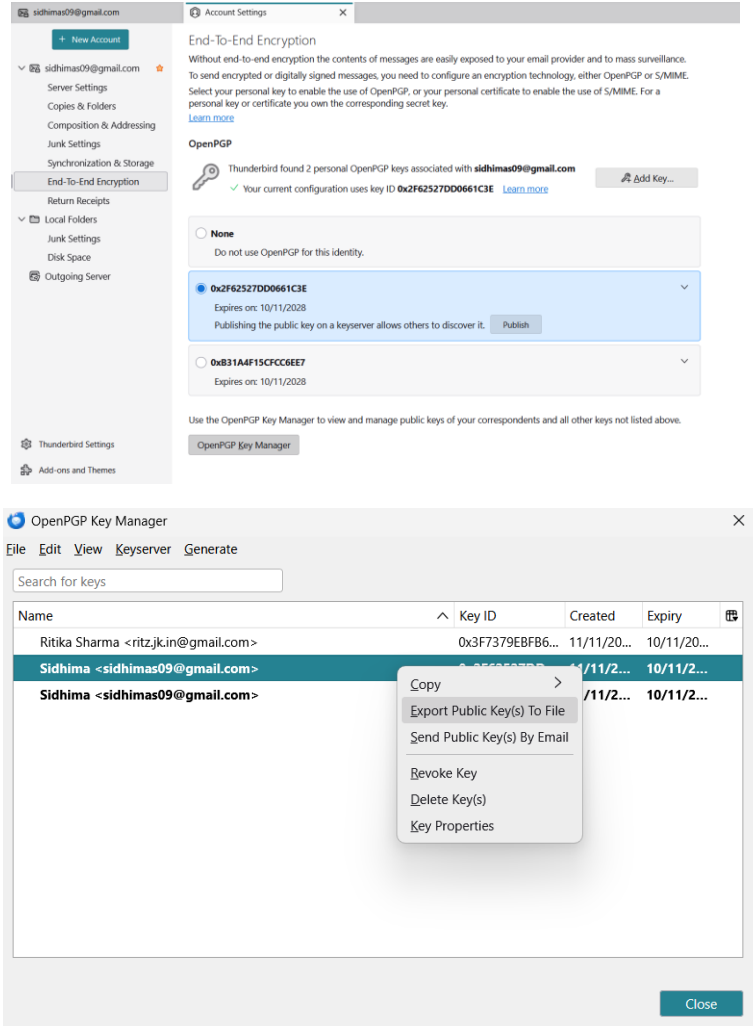 sidhimas09@gmail.com
Account Settings
+ New Account
sidhimas09@gmail.com
Server Settings
Copies & Folders
Composition & Addressing
Junk Settings
Synchronization & Storage
End-To-End Encryption
Return Receipts
Local Folders
Junk Settings
Disk Space
Outgoing Server
Thunderbird Settings
Add-ons and Themes
End-To-End Encryption
Without end-to-end encryption the contents of messages are easily exposed to your email provider and to mass surveillance.
To send encrypted or digitally signed messages, you need to configure an encryption technology, either OpenPGP or S/MIME.
Select your personal key to enable the use of OpenPGP, or your personal certificate to enable the use of S/MIME. For a
personal key or certificate you own the corresponding secret key.
Learn more
OpenPGP
Thunderbird found 2 personal OpenPGP keys associated with sidhimas09@gmail.com
Your current configuration uses key ID 0x2F62527DD0661C3E Learn more
Add Key...
None
Do not use OpenPGP for this identity.
0x2F62527DD0661C3E
Expires on: 10/11/2028
Publishing the public key on a keyserver allows others to discover it. Publish
0xB31A4F15CFCC6EE7
Expires on: 10/11/2028
Use the OpenPGP Key Manager to view and manage public keys of your correspondents and all other keys not listed above.
OpenPGP Key Manager
OpenPGP Key Manager
File Edit View Keyserver Generate
Search for keys
Name Key ID Created Expiry
Ritika Sharma <ritz.jk.in@gmail.com> 0x3F7379EBFB6... 11/11/20... 10/11/20...
Sidhima <sidhimas09@gmail.com> 10/11/2...
Sidhima <sidhimas09@gmail.com> /11/2... 10/11/2...
Copy
Export Public Key(s) To File
Send Public Key(s) By Email
Revoke Key
Delete Key(s)
Key Properties
Close